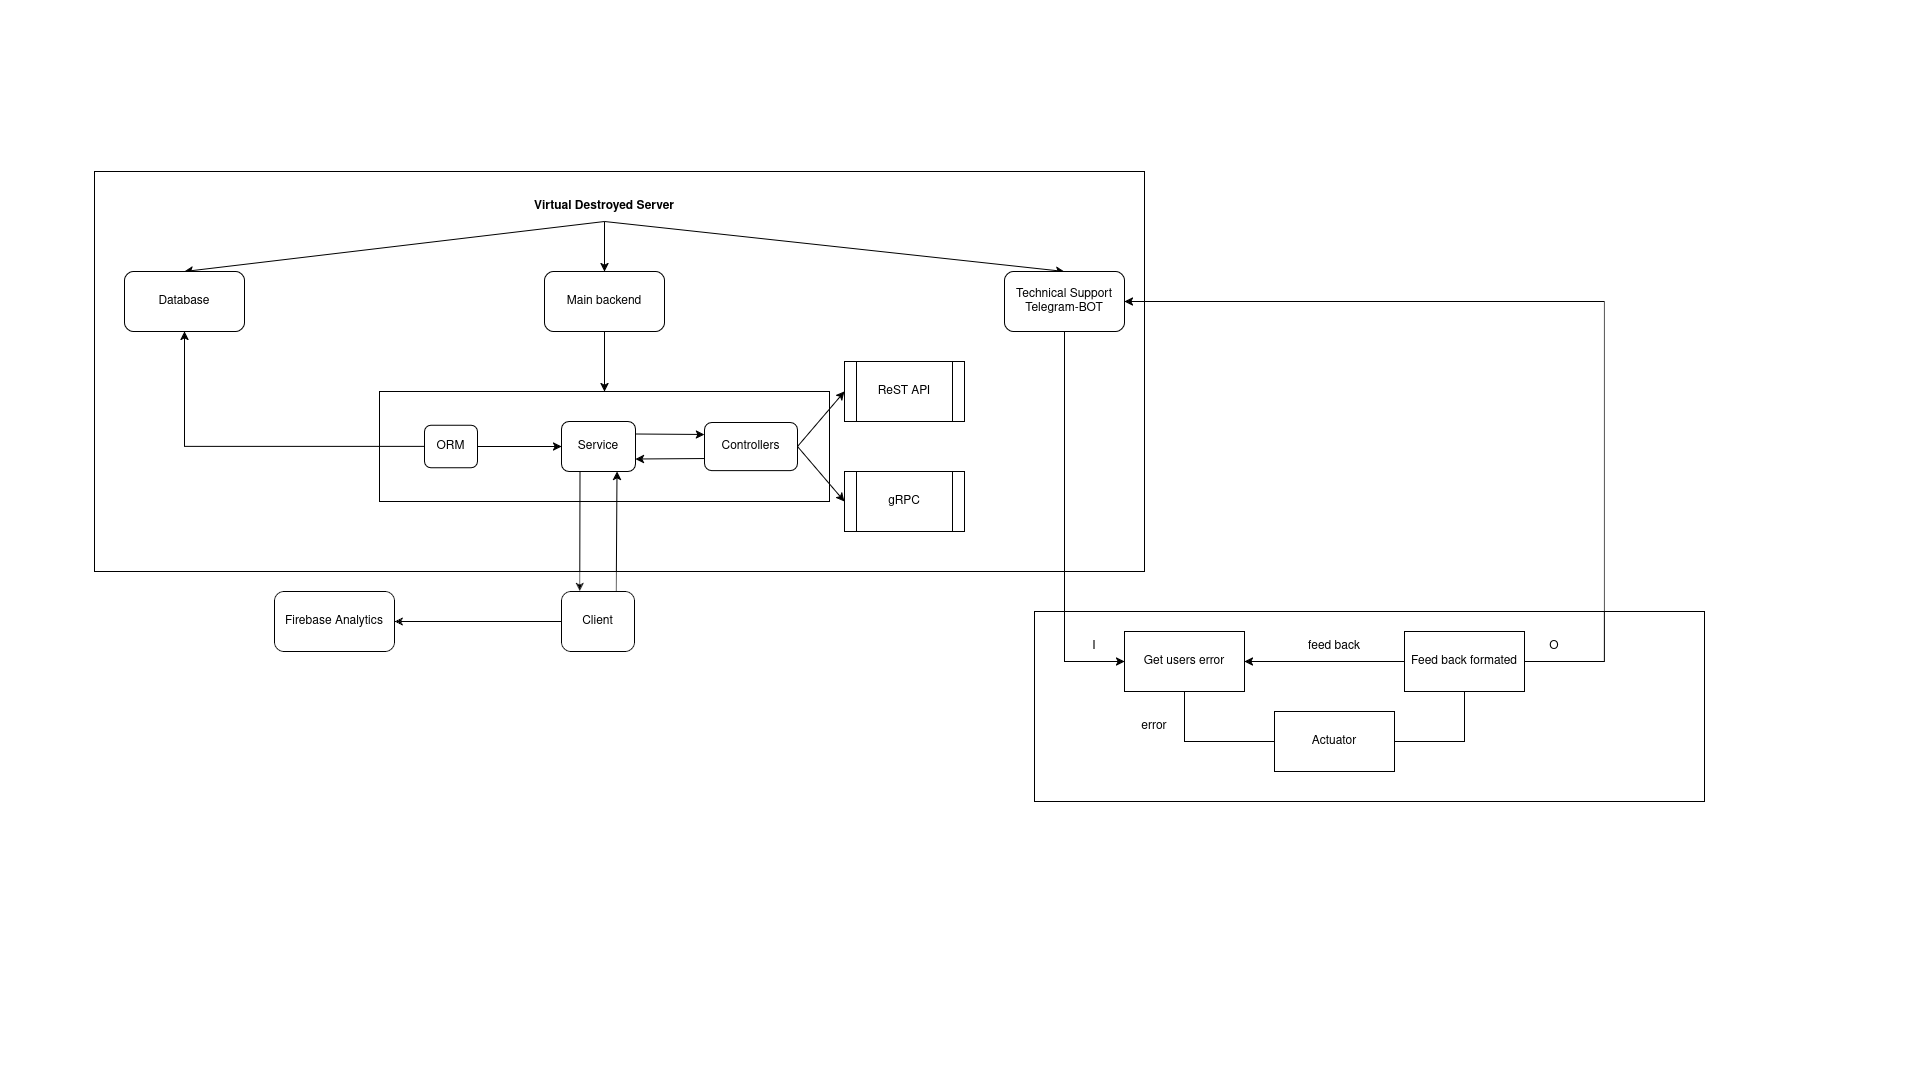 Virtual Destroyed Server
Database
Main backend
Technical Support
Telegram-BOT
ReST API
ORM
Service
Controllers
gRPC
Firebase Analytics
Client
I
Get users error
feed back
Feed back formated
O
error
Actuator